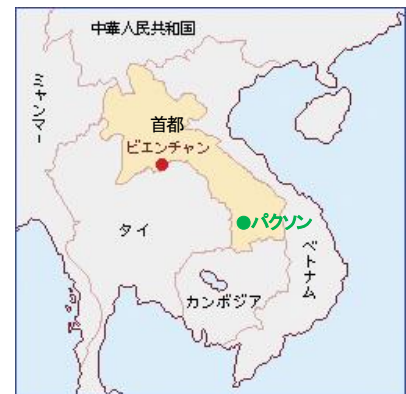 中華人民共和国
ミャンマー
首都
ビエンチャン
タイ
パクソン
ベトナム
カンボジア